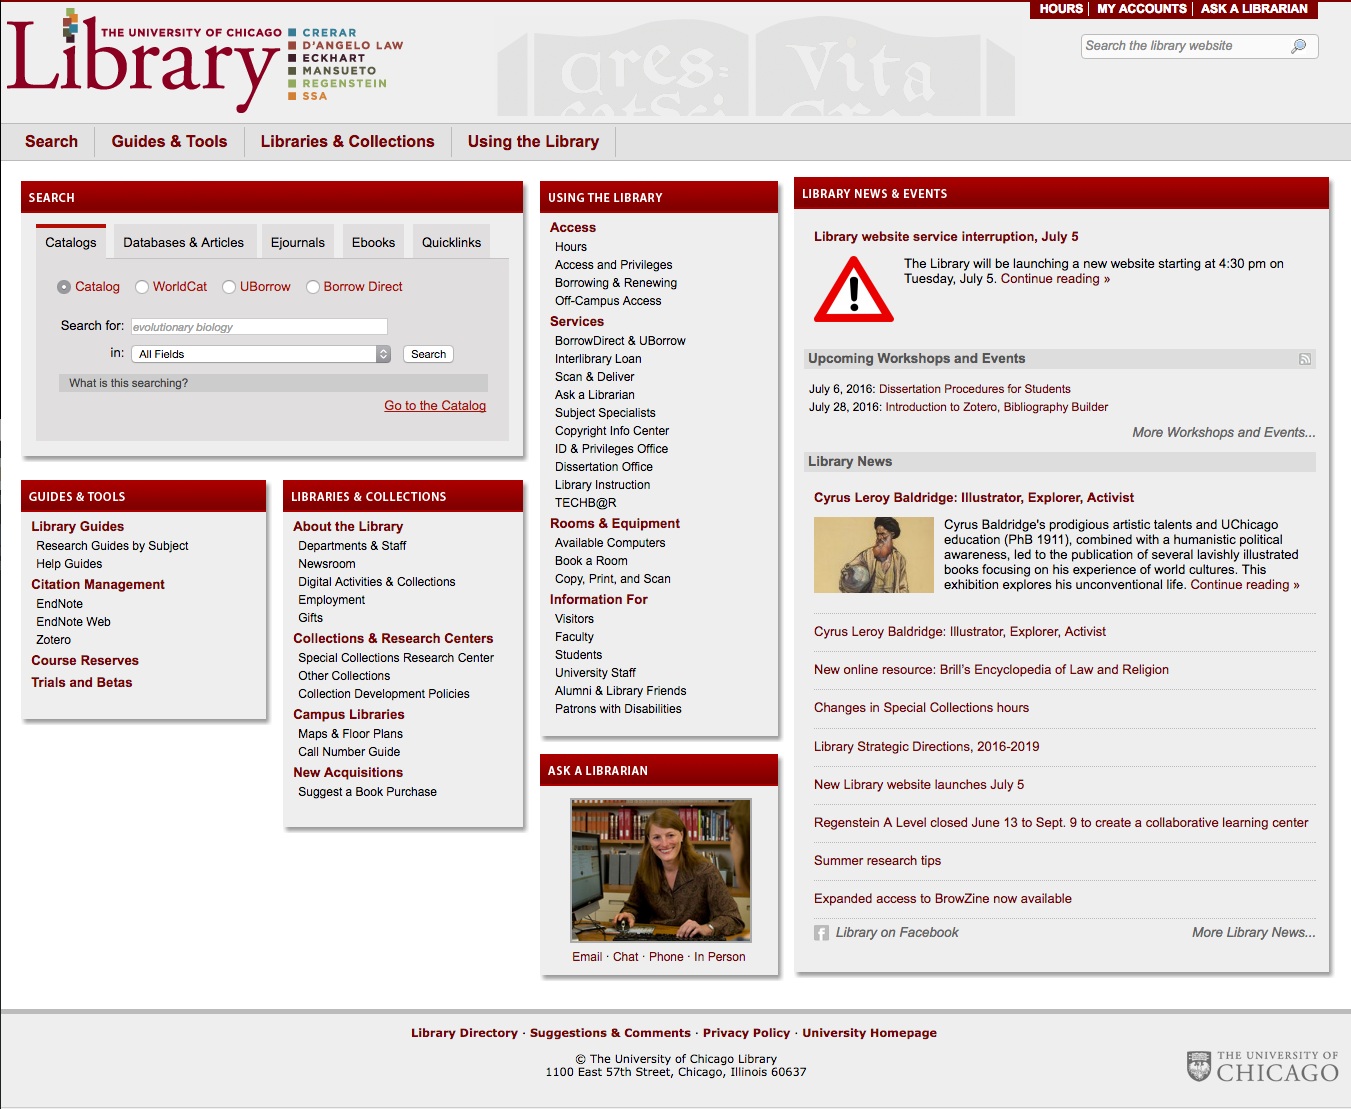 HOURS | MY ACCOUNTS | ASK A LIBRARIAN
THE UNIVERSITY OF CHICAGO
Library
CRERAR
D'ANGELO LAW
ECKHART
MANSUETO
REGENSTEIN
SSA
Cres= Vita
Search the library website
Search
Guides & Tools
Libraries & Collections
Using the Library
SEARCH
Catalogs
Databases & Articles
Ejournals
Ebooks
Quicklinks
Catalog
WorldCat
UBorrow
Borrow Direct
Search for: evolutionary biology
in: All Fields
Search
What is this searching?
Go to the Catalog
GUIDES & TOOLS
Library Guides
Research Guides by Subject
Help Guides
Citation Management
EndNote
EndNote Web
Zotero
Course Reserves
Trials and Betas
LIBRARIES & COLLECTIONS
About the Library
Departments & Staff
Newsroom
Digital Activities & Collections
Employment
Gifts
Collections & Research Centers
Special Collections Research Center
Other Collections
Collection Development Policies
Campus Libraries
Maps & Floor Plans
Call Number Guide
New Acquisitions
Suggest a Book Purchase
USING THE LIBRARY
Access
Hours
Access and Privileges
Borrowing & Renewing
Off-Campus Access
Services
BorrowDirect & UBorrow
Interlibrary Loan
Scan & Deliver
Ask a Librarian
Subject Specialists
Copyright Info Center
ID & Privileges Office
Dissertation Office
Library Instruction
TECHB@R
Rooms & Equipment
Available Computers
Book a Room
Copy, Print, and Scan
Information For
Visitors
Faculty
Students
University Staff
Alumni & Library Friends
Patrons with Disabilities
ASK A LIBRARIAN
Email · Chat · Phone · In Person
LIBRARY NEWS & EVENTS
Library website service interruption, July 5
The Library will be launching a new website starting at 4:30 pm on
Tuesday, July 5. Continue reading »
Upcoming Workshops and Events
July 6, 2016: Dissertation Procedures for Students
July 28, 2016: Introduction to Zotero, Bibliography Builder
More Workshops and Events...
Library News
Cyrus Leroy Baldridge: Illustrator, Explorer, Activist
Cyrus Baldridge's prodigious artistic talents and UChicago
education (PhB 1911), combined with a humanistic political
awareness, led to the publication of several lavishly illustrated
books focusing on his experience of world cultures. This
exhibition explores his unconventional life. Continue reading »
Cyrus Leroy Baldridge: Illustrator, Explorer, Activist
New online resource: Brill's Encyclopedia of Law and Religion
Changes in Special Collections hours
Library Strategic Directions, 2016-2019
New Library website launches July 5
Regenstein A Level closed June 13 to Sept. 9 to create a collaborative learning center
Summer research tips
Expanded access to BrowZine now available
Library on Facebook
More Library News...
Library Directory · Suggestions & Comments · Privacy Policy · University Homepage
© The University of Chicago Library
1100 East 57th Street, Chicago, Illinois 60637
THE UNIVERSITY OF
CHICAGO